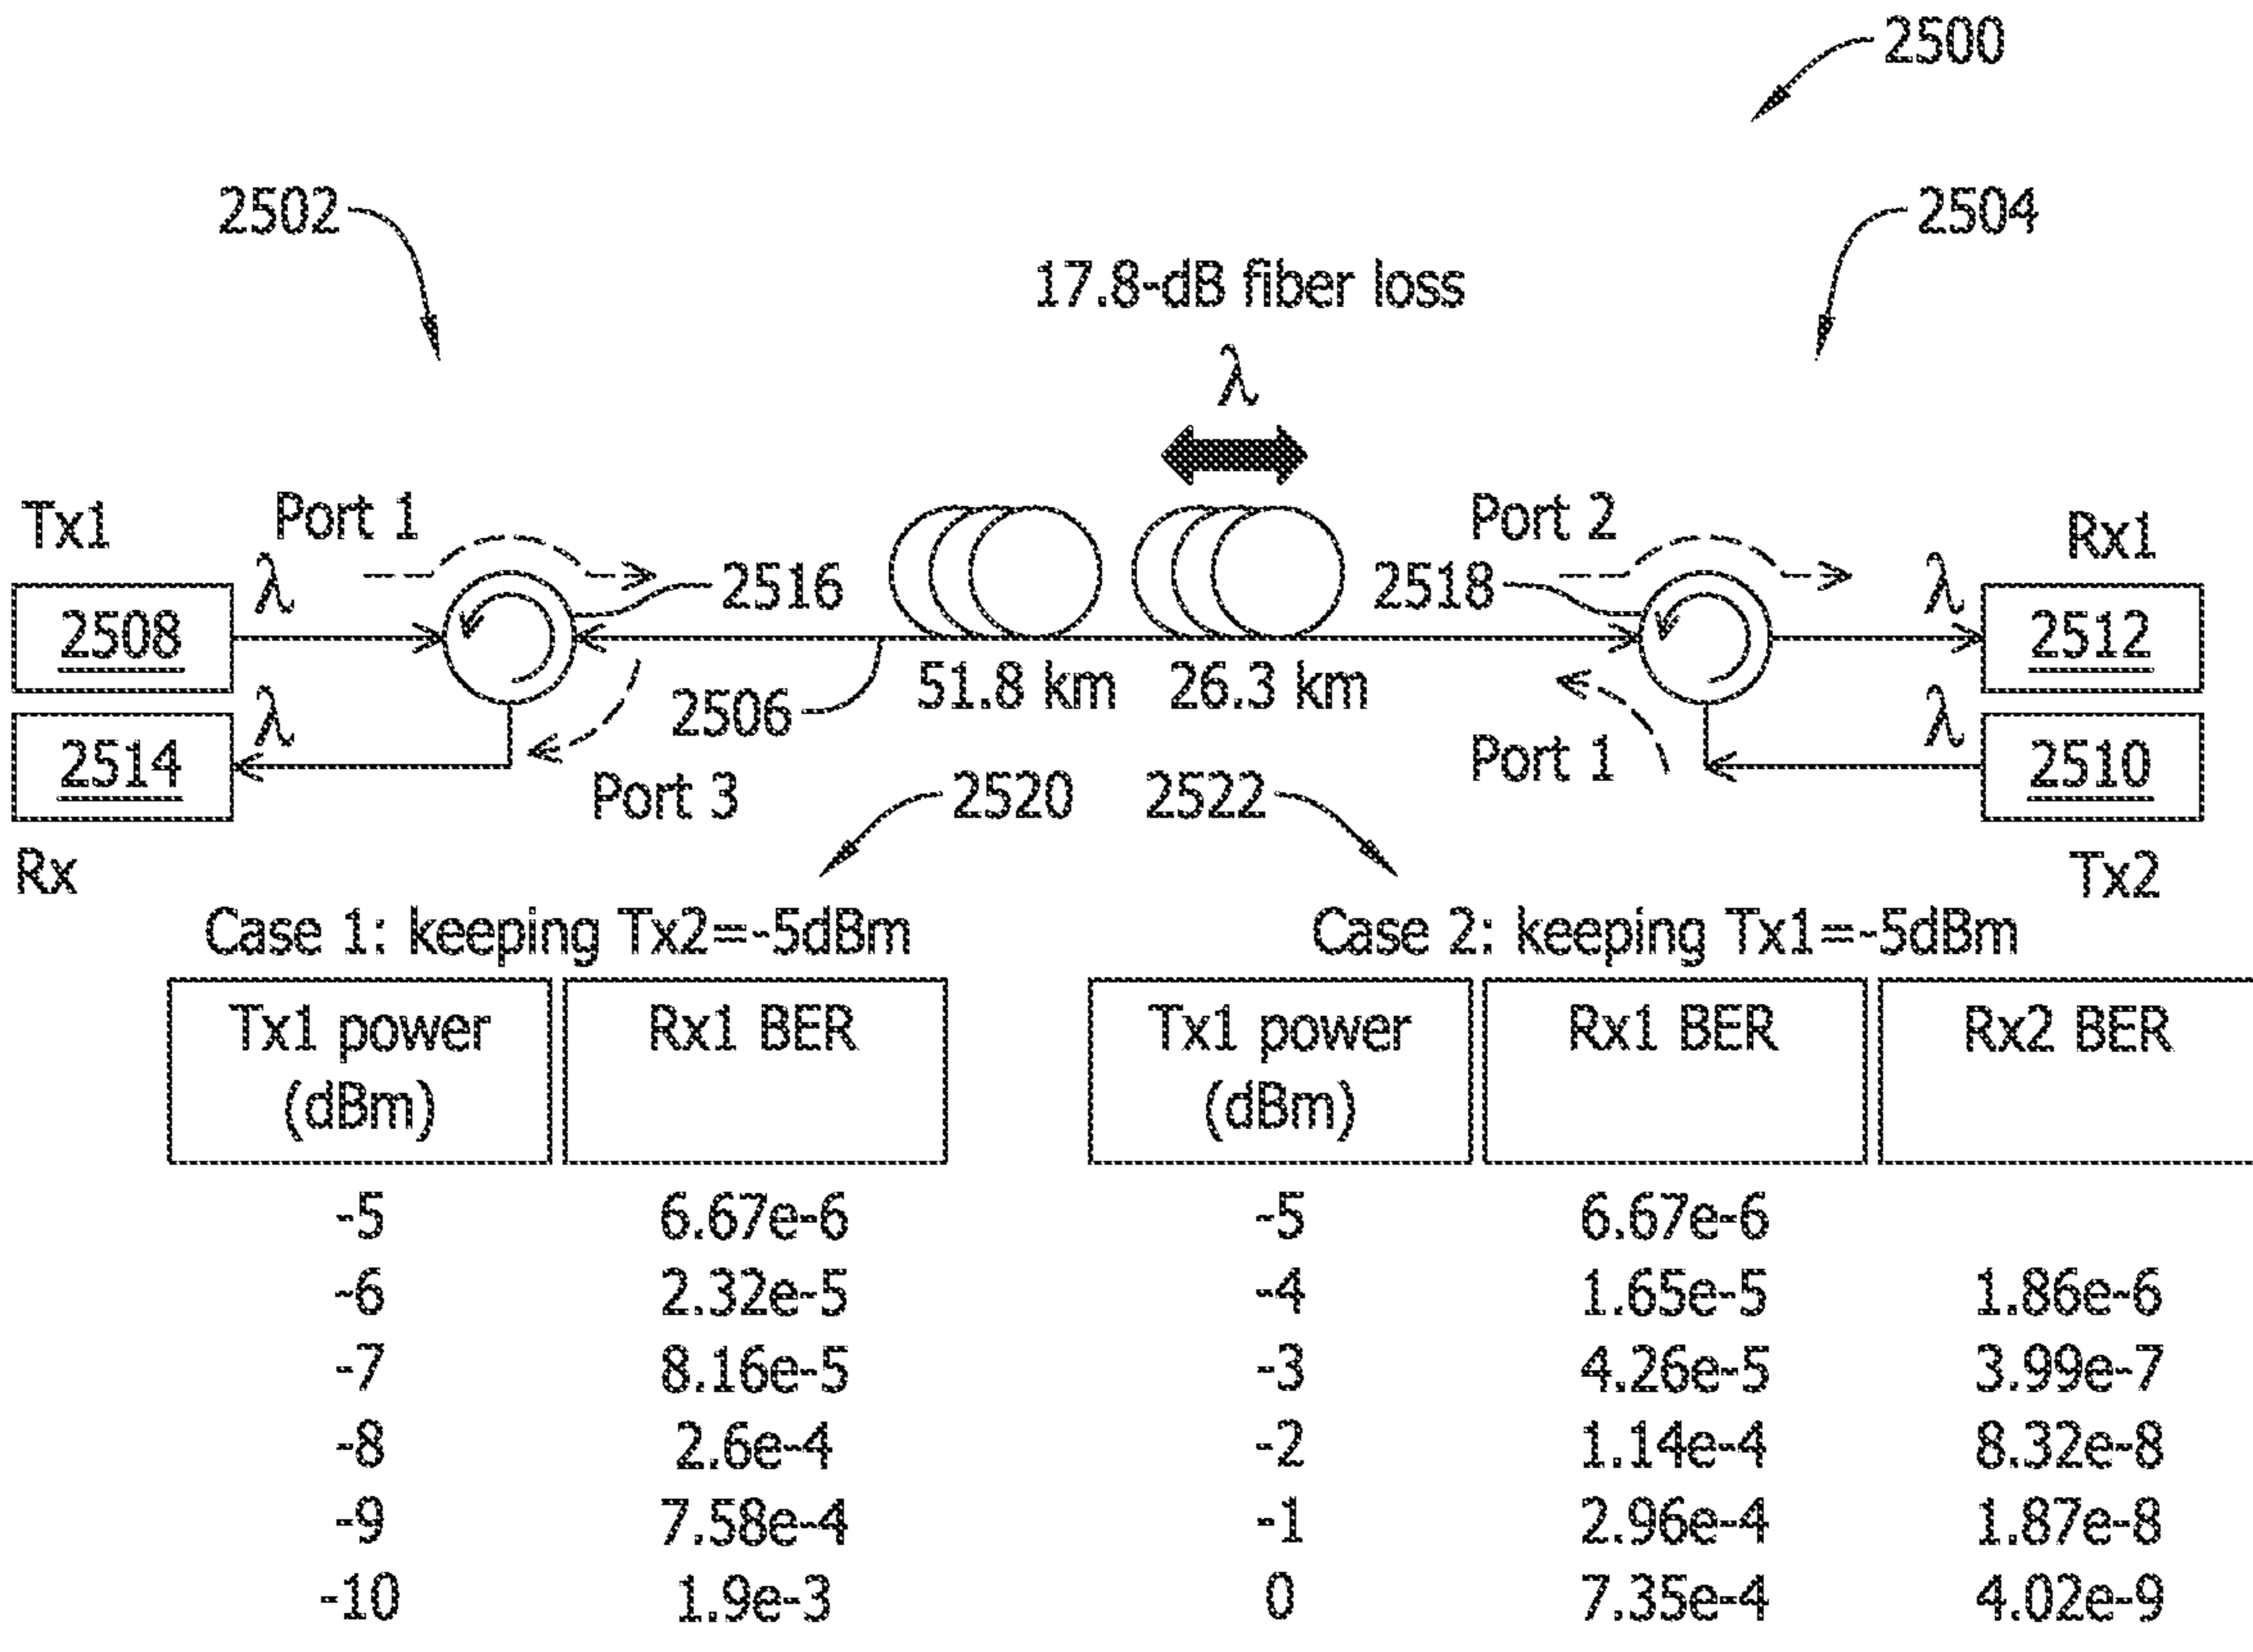 2500
2502
2504
17.8-dB fiber loss
λ
Tx1
Port 1
Port 2
Rx1
λ
2516
2518
λ
2508
2512
51.8 km
26.3 km
λ
2506
λ
2514
2510
Port 3
Port 1
2520
2522
Rx
Tx2
Case 1: keeping Tx2=-5dBm
Tx1 power (dBm) Rx1 BER
-5 6.67e-6
-6 2.32e-5
-7 8.16e-5
-8 2.6e-4
-9 7.58e-4
-10 1.9e-3
Case 2: keeping Tx1=-5dBm
Tx1 power (dBm) Rx1 BER Rx2 BER
-5 6.67e-6
-4 1.65e-5 1.86e-6
-3 4.26e-5 3.99e-7
-2 1.14e-4 8.32e-8
-1 2.96e-4 1.87e-8
0 7.35e-4 4.02e-9